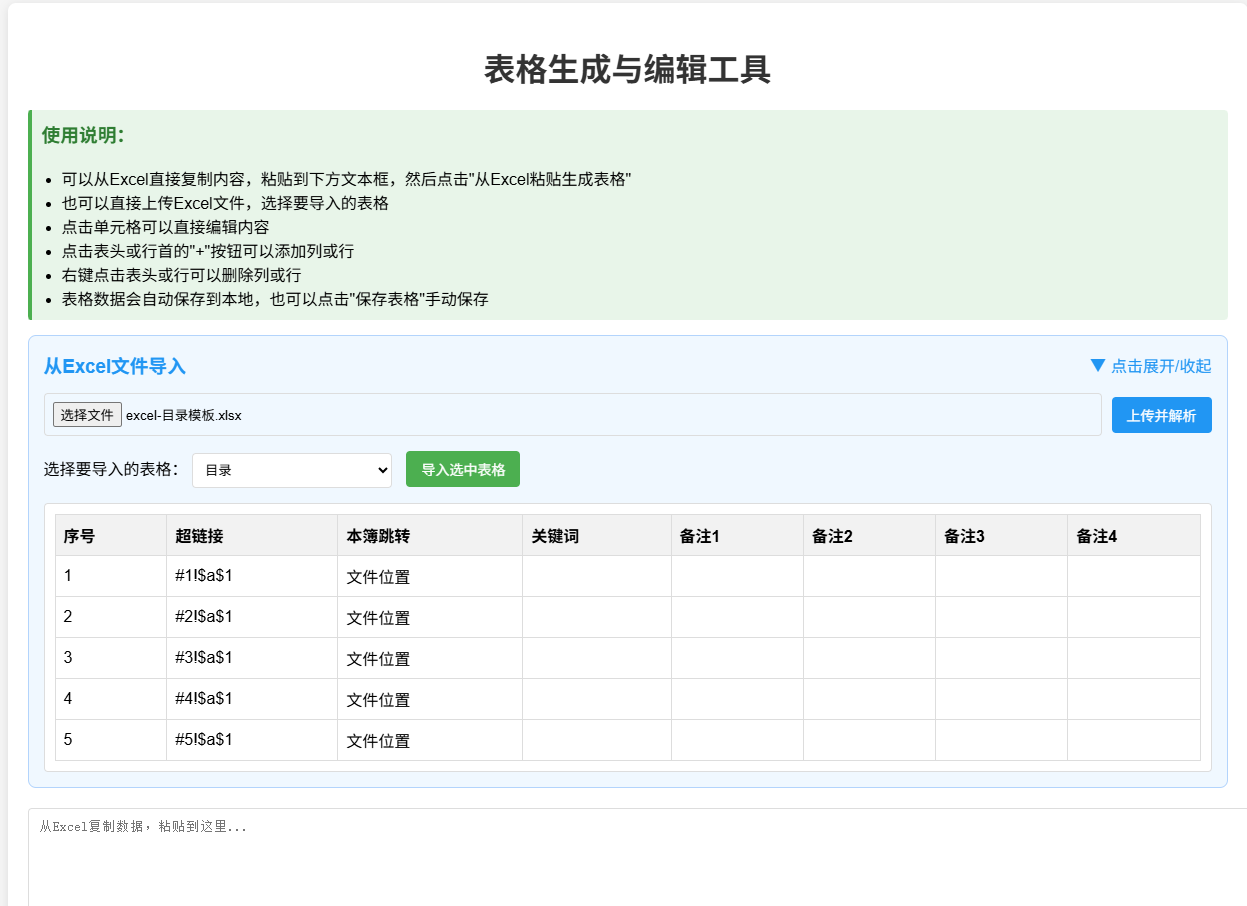 表格生成与编辑工具
使用说明：
可以从Excel直接复制内容，粘贴到下方文本框，然后点击"从Excel粘贴生成表格"
也可以直接上传Excel文件，选择要导入的表格
点击单元格可以直接编辑内容
点击表头或行首的"+"按钮可以添加列或行
右键点击表头或行可以删除列或行
表格数据会自动保存到本地，也可以点击"保存表格"手动保存
从Excel文件导入 ▼ 点击展开/收起
选择文件 excel-目录模板.xlsx 上传并解析
选择要导入的表格： 目录 导入选中表格
序号 超链接 本簿跳转 关键词 备注1 备注2 备注3 备注4
1 #1!$a$1 文件位置
2 #2!$a$1 文件位置
3 #3!$a$1 文件位置
4 #4!$a$1 文件位置
5 #5!$a$1 文件位置
从Excel复制数据，粘贴到这里...